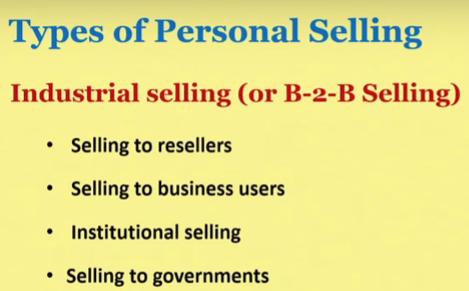 Types of Personal Selling
Industrial selling (or B-2-B Selling)
• Selling to resellers
• Selling to business users
• Institutional selling
• Selling to governments